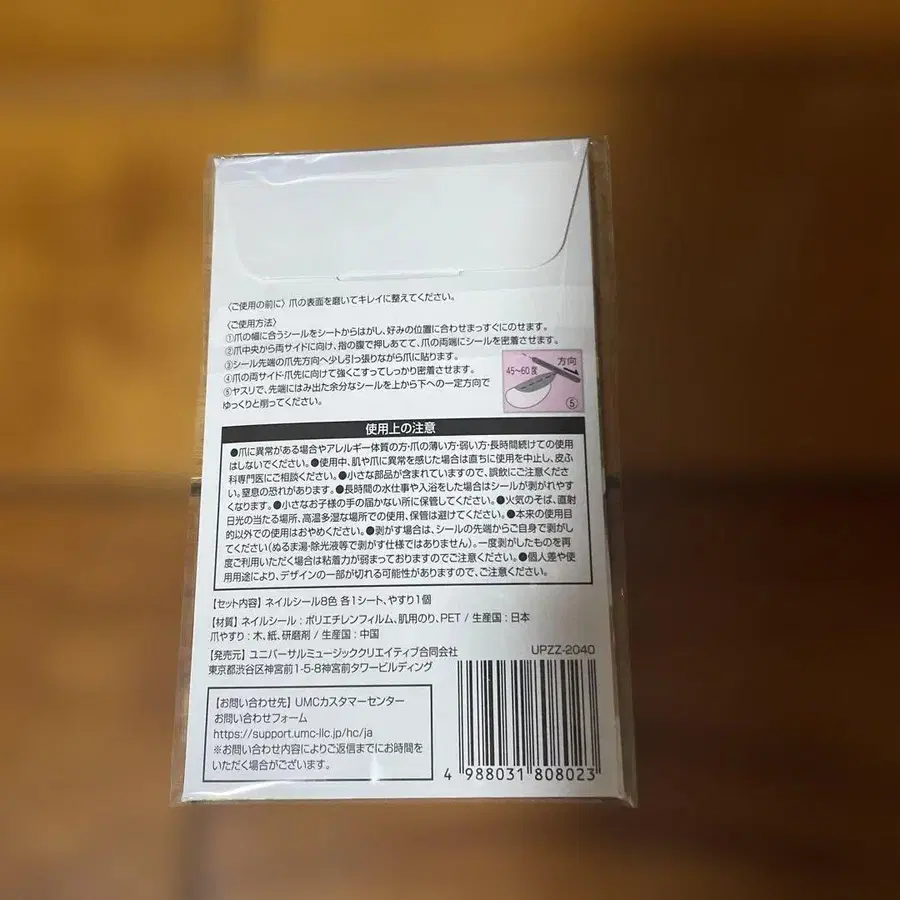 〈ご使用の前に〉爪の表面を磨いてキレイに整えてください。
〈ご使用方法〉
①爪の幅に合うシールをシートからはがし、好みの位置に合わせまっすぐにのせます。
②爪中央から両サイドに向け、指の腹で押しあてて、爪の両端にシールを密着させます。
③シール先端の爪先方向へ少し引っ張りながら爪に貼ります。
④爪の両サイド・爪先に向けて強くこすってしっかり密着させます。
⑤ヤスリで、先端にはみ出た余分なシールを上から下への一定方向で
ゆっくりと削ってください。
方向
45~60度
⑤
使用上の注意
●爪に異常がある場合やアレルギー体質の方・爪の薄い方・弱い方・長時間続けての使用
はしないでください。●使用中、肌や爪に異常を感じた場合は直ちに使用を中止し、皮ふ
科専門医にご相談ください。●小さな部品が含まれていますので、誤飲にご注意くださ
い。窒息の恐れがあります。●長時間の水仕事や入浴をした場合はシールが剥がれやす
くなります。●小さなお子様の手の届かない所に保管してください。●火気のそば、直射
日光の当たる場所、高温多湿な場所での使用、保管は避けてください。●本来の使用目
的以外での使用はおやめください。●剥がす場合は、シールの先端からご自身で剥がし
てください(ぬるま湯・除光液等で剥がす仕様ではありません)。一度剥がしたものを再
度ご利用いただく場合は粘着力が弱まっておりますのでご注意ください。●個人差や使
用用途により、デザインの一部が切れる可能性がありますので、ご注意ください。
【セット内容】ネイルシール8色 各1シート、やすり1個
【材質】ネイルシール:ポリエチレンフィルム、肌用のり、PET / 生産国:日本
爪やすり:木、紙、研磨剤 / 生産国:中国
【発売元】ユニバーサルミュージッククリエイティブ合同会社
UPZZ-2040
東京都渋谷区神宮前1-5-8神宮前タワービルディング
【お問い合わせ先】UMCカスタマーセンター
お問い合わせフォーム
https://support.umc-llc.jp/hc/ja
※お問い合わせ内容によりご返信までにお時間を
いただく場合がございます。
4 988031 808023